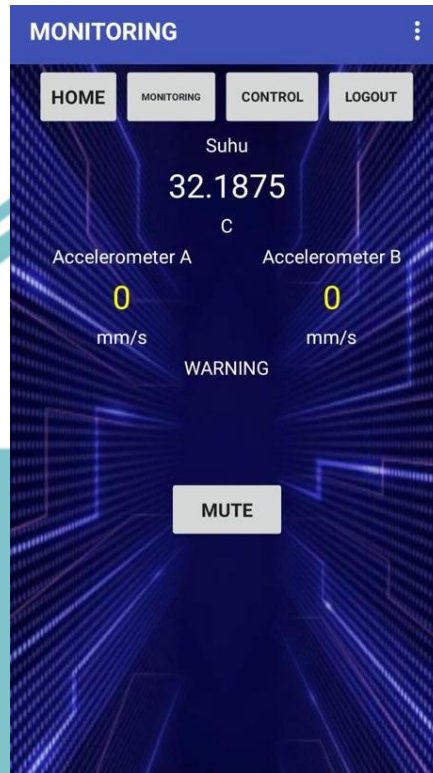 MONITORING
HOME MONITORING CONTROL LOGOUT
Suhu
32.1875
C
Accelerometer A Accelerometer B
0 0
mm/s mm/s
WARNING
MUTE